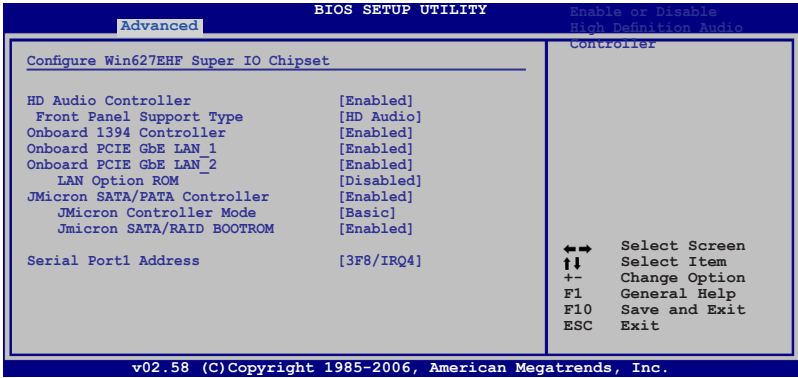 BIOS SETUP UTILITY
Advanced
Configure Win627EHF Super IO Chipset
HD Audio Controller [Enabled]
Front Panel Support Type [HD Audio]
Onboard 1394 Controller [Enabled]
Onboard PCIE GbE LAN_1 [Enabled]
Onboard PCIE GbE LAN_2 [Enabled]
LAN Option ROM [Disabled]
JMicron SATA/PATA Controller [Enabled]
JMicron Controller Mode [Basic]
Jmicron SATA/RAID BOOTROM [Enabled]
Serial Port1 Address [3F8/IRQ4]
Enable or Disable
High Definition Audio
Controller
←→ Select Screen
↑↓ Select Item
+- Change Option
F1 General Help
F10 Save and Exit
ESC Exit
v02.58 (C)Copyright 1985-2006, American Megatrends, Inc.